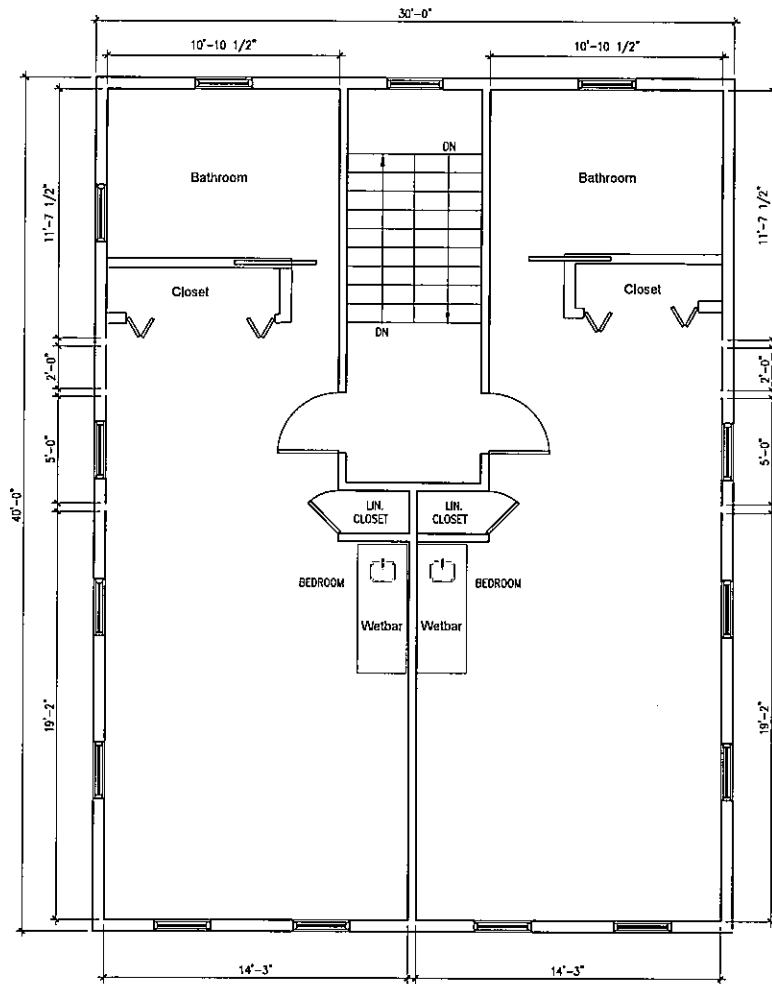 30'-0"
10'-10 1/2"
10'-10 1/2"
DN
Bathroom
Bathroom
11'-7 1/2"
11'-7 1/2"
Closet
Closet
DN
2'-0"
2'-0"
5'-0"
5'-0"
40'-0"
LIN.
CLOSET
LIN.
CLOSET
BEDROOM
BEDROOM
Wetbar
Wetbar
19'-2"
19'-2"
14'-3"
14'-3"